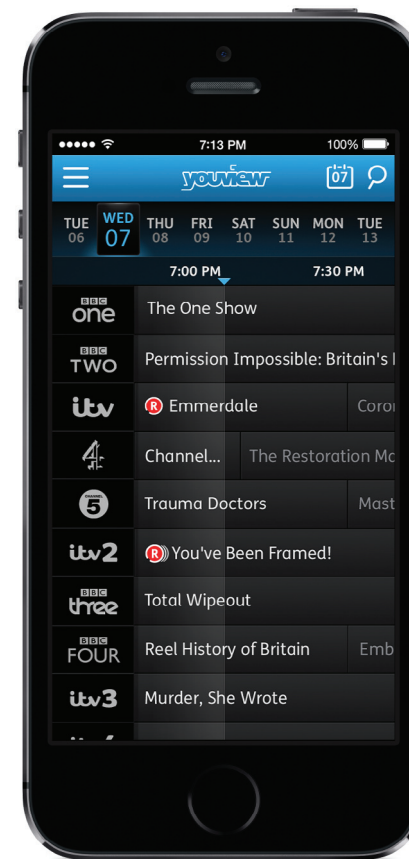 7:13 PM 100%
youview 07
TUE WED THU FRI SAT SUN MON TUE
06 07 08 09 10 11 12 13
7:00 PM 7:30 PM
BBC one The One Show
BBC TWO Permission Impossible: Britain's
itv R Emmerdale Coro
4 Channel... The Restoration
CHANNEL 5 Trauma Doctors Mast
itv2 R You've Been Framed!
BBC three Total Wipeout
BBC FOUR Reel History of Britain Emb
itv3 Murder, She Wrote